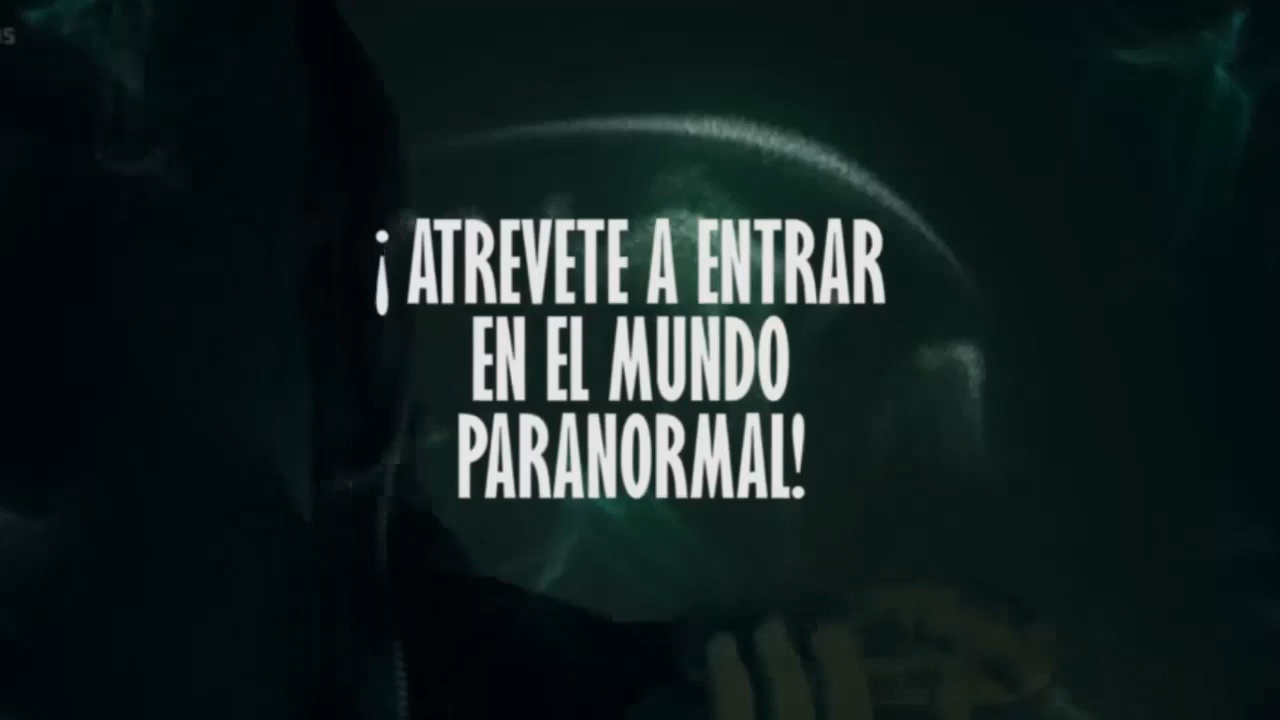 ¡ ATREVETE A ENTRAR
EN EL MUNDO
PARANORMAL!